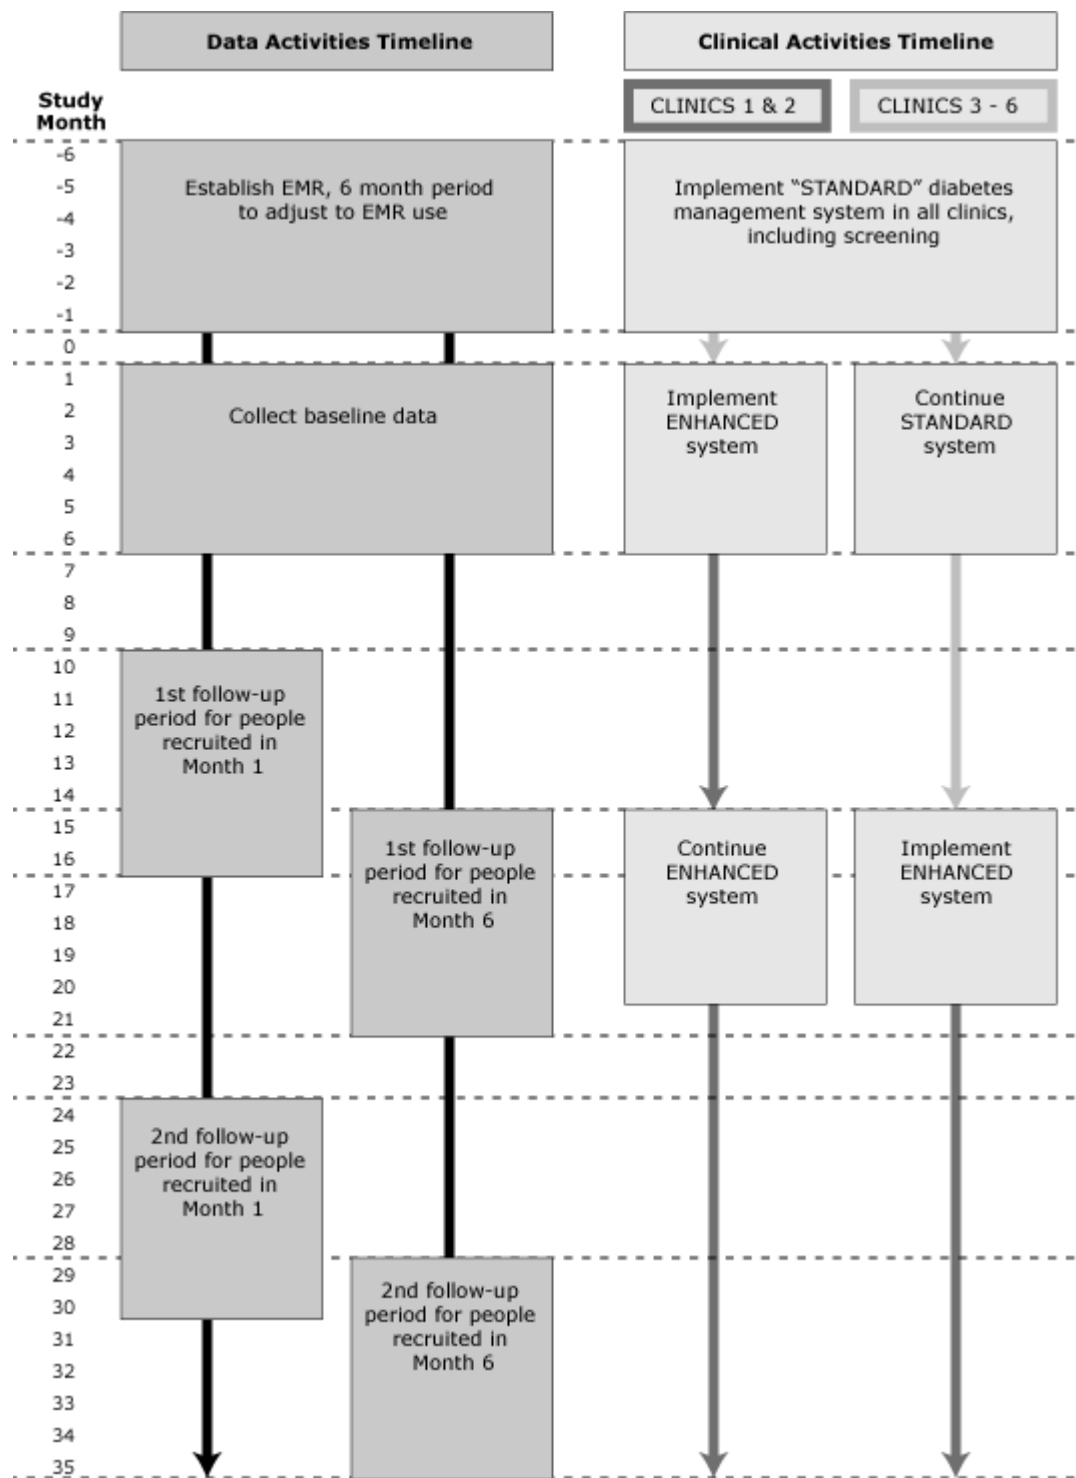 Data Activities Timeline
Clinical Activities Timeline
Study
Month
CLINICS 1 & 2
CLINICS 3 - 6
-6
-5
-4
-3
-2
-1
0
1
2
3
4
5
6
7
8
9
10
11
12
13
14
15
16
17
18
19
20
21
22
23
24
25
26
27
28
29
30
31
32
33
34
35
Establish EMR, 6 month period
to adjust to EMR use
Implement “STANDARD” diabetes
management system in all clinics,
including screening
Collect baseline data
Implement
ENHANCED
system
Continue
STANDARD
system
1st follow-up
period for people
recruited in
Month 1
1st follow-up
period for people
recruited in
Month 6
Continue
ENHANCED
system
Implement
ENHANCED
system
2nd follow-up
period for people
recruited in
Month 1
2nd follow-up
period for people
recruited in
Month 6